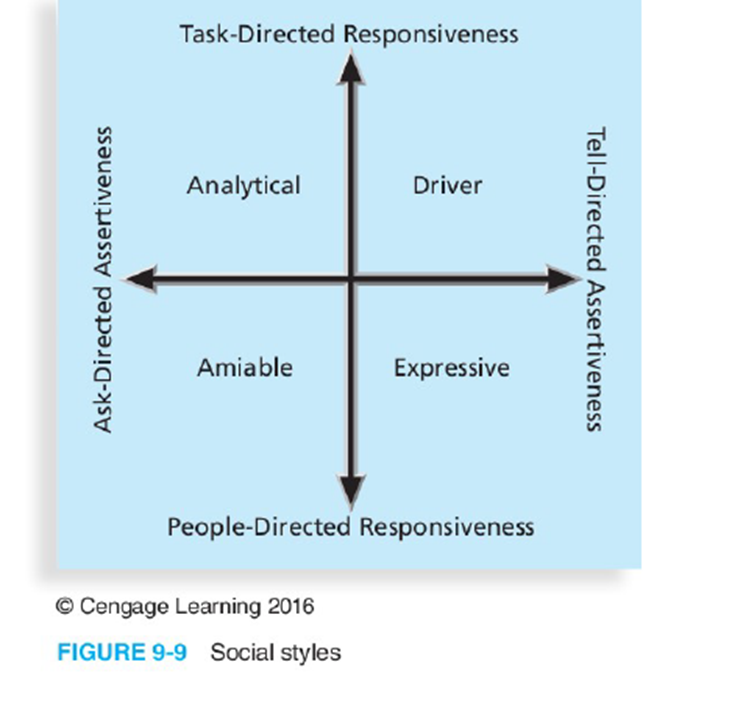 Task-Directed Responsiveness
Ask-Directed Assertiveness
Tell-Directed Assertiveness
Analytical
Driver
Amiable
Expressive
People-Directed Responsiveness
© Cengage Learning 2016
FIGURE 9-9 Social styles